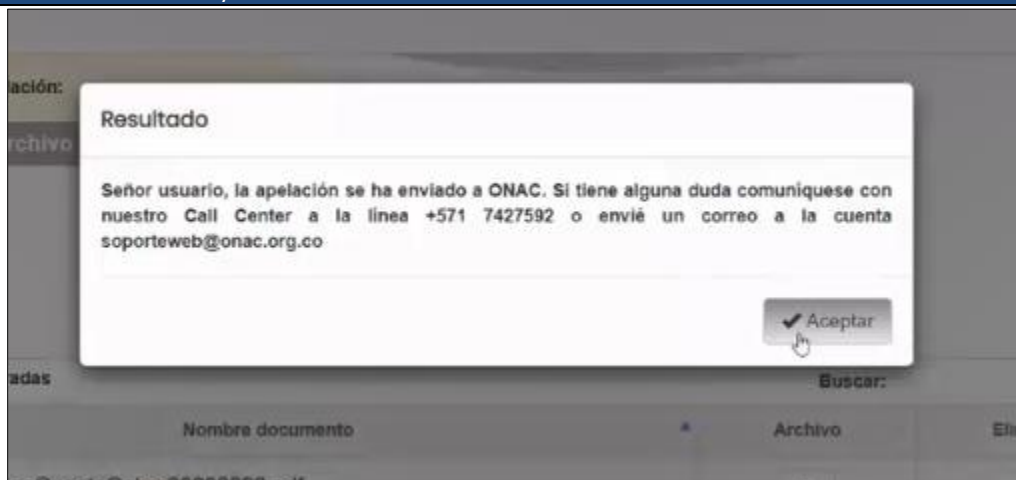 ación:
rchivo
Resultado
Señor usuario, la apelación se ha enviado a ONAC. Si tiene alguna duda comuniquese con
nuestro Call Center a la línea +571 7427592 o envié un correo a la cuenta
soporteweb@onac.org.co
Aceptar
adas
Buscar:
Nombre documento
Archivo
Eli